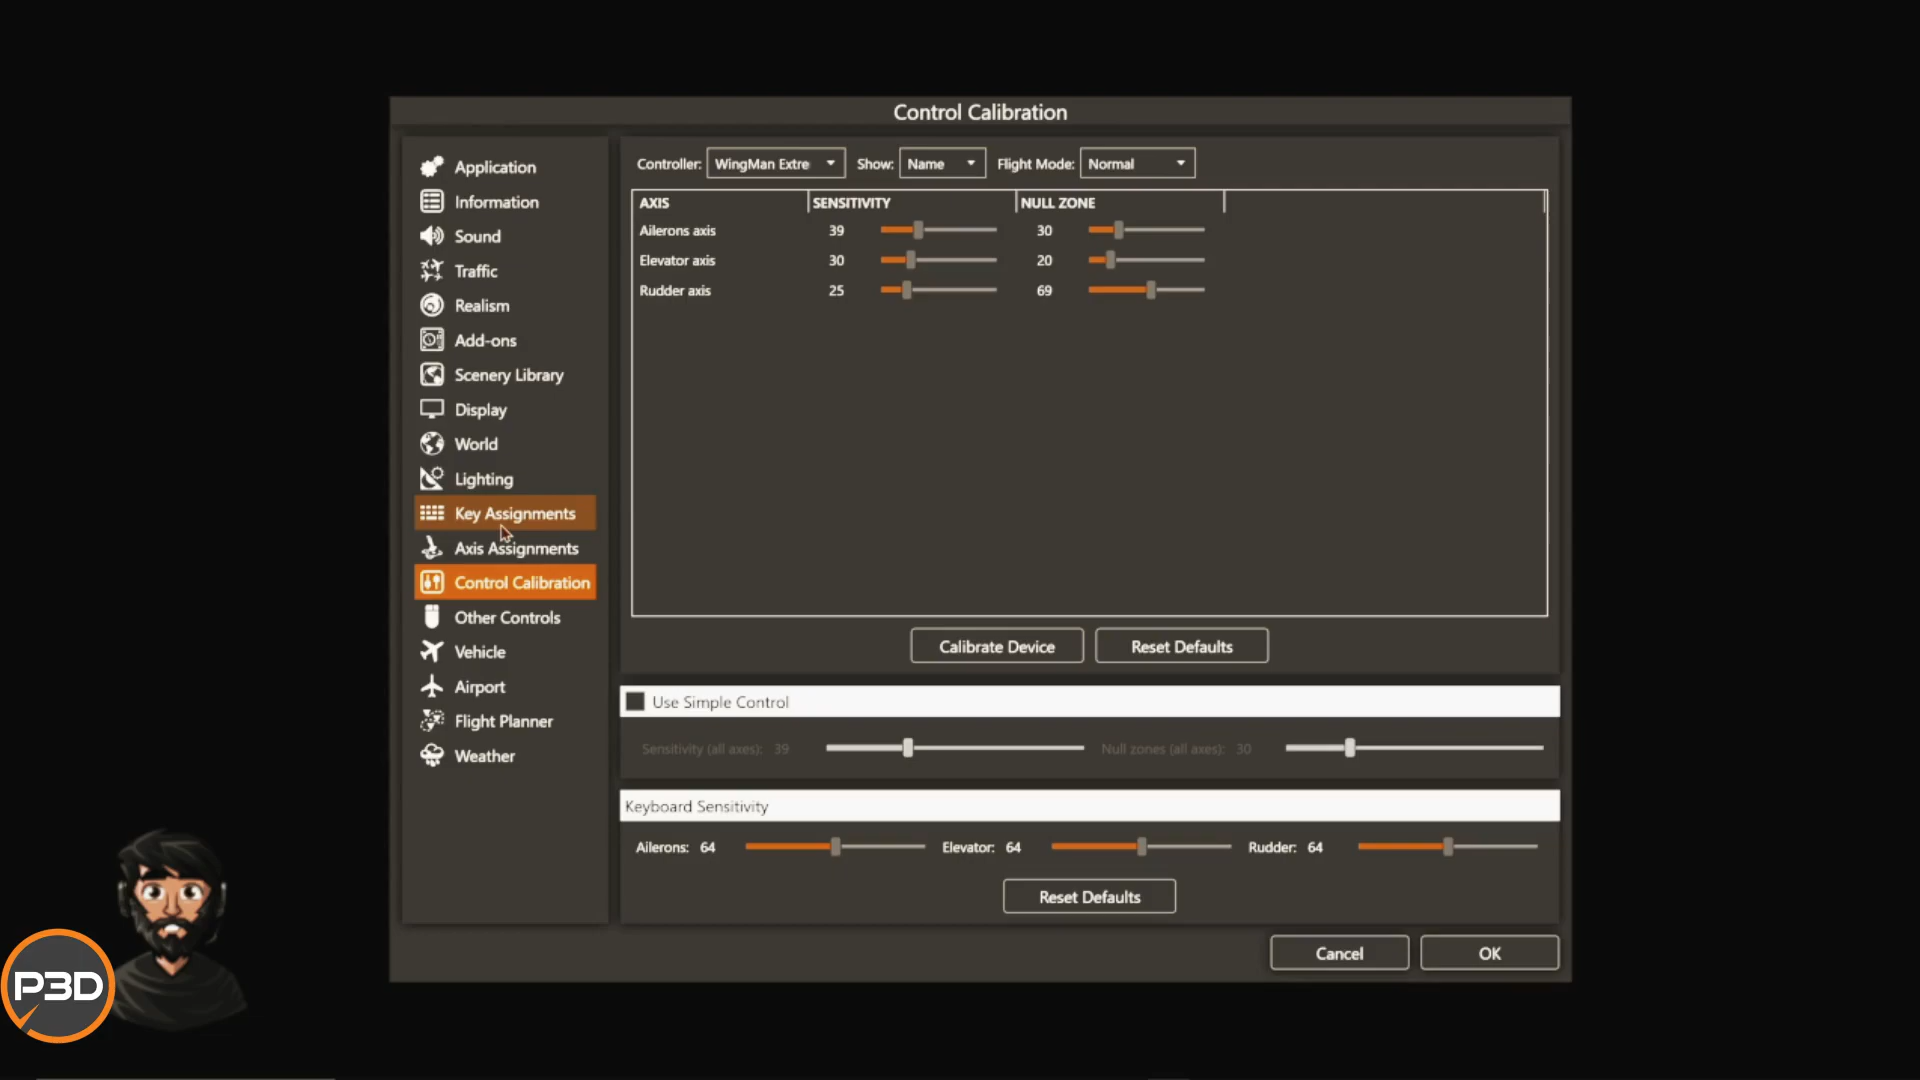 Control Calibration
Application
Information
Sound
Traffic
Realism
Add-ons
Scenery Library
Display
World
Lighting
Key Assignments
Axis Assignments
Control Calibration
Other Controls
Vehicle
Airport
Flight Planner
Weather
Controller: WingMan Extre Show: Name Flight Mode: Normal
AXIS SENSITIVITY NULL ZONE
Ailerons axis 39 30
Elevator axis 30 20
Rudder axis 25 69
Calibrate Device Reset Defaults
Use Simple Control
Sensitivity (all axes): 39 Null zones (all axes): 30
Keyboard Sensitivity
Ailerons: 64 Elevator: 64 Rudder: 64
Reset Defaults
Cancel OK
P3D